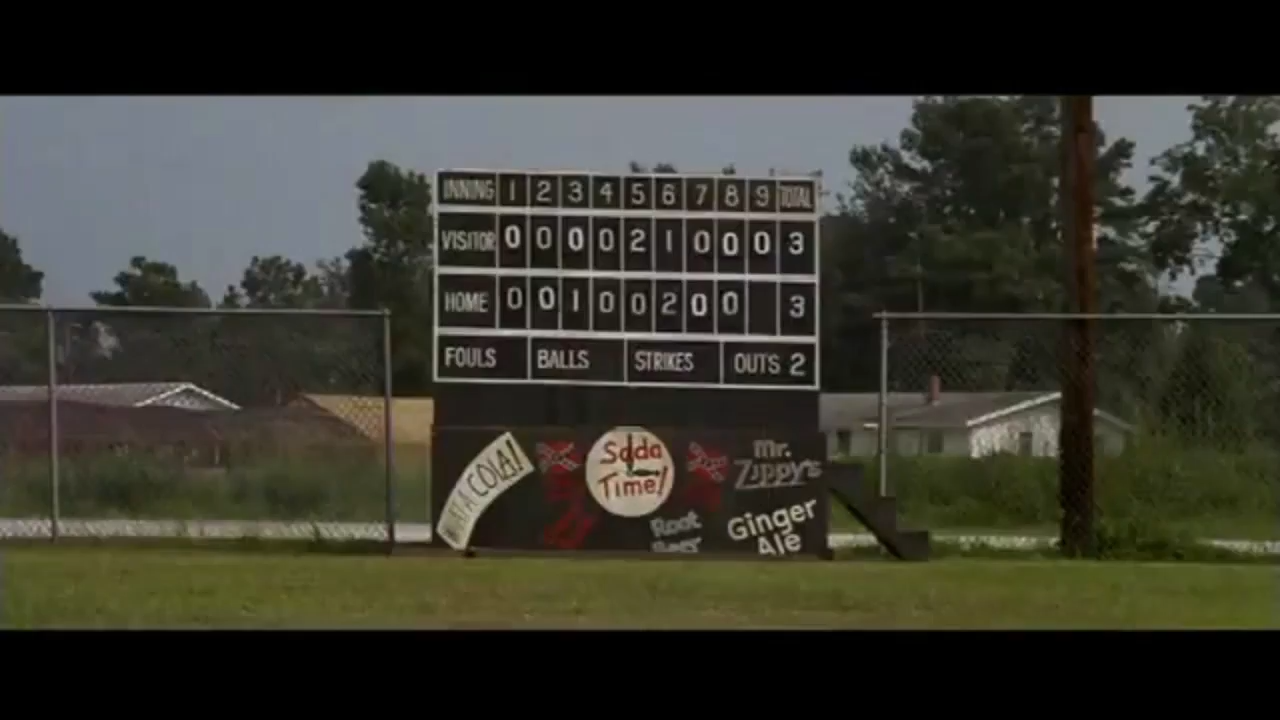 INNING 1 2 3 4 5 6 7 8 9 TOTAL
VISITOR 0 0 0 0 2 1 0 0 0 3
HOME 0 0 1 0 0 2 0 0 3
FOULS BALLS STRIKES OUTS 2
COLA!
Soda
Time!
Mr.
Zippy's
Root
Beer
Ginger
Ale